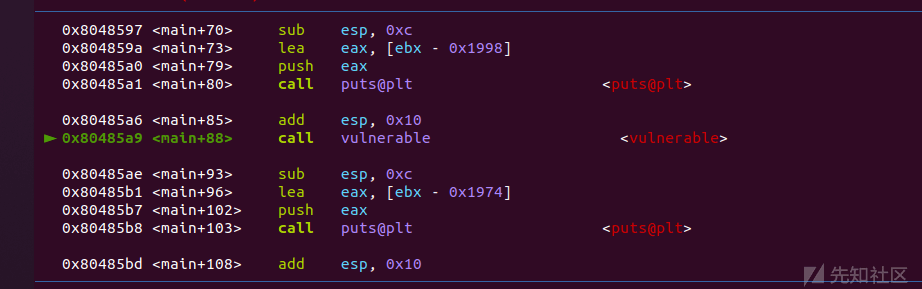 0x8048597 <main+70> sub esp, 0xc
0x804859a <main+73> lea eax, [ebx - 0x1998]
0x80485a0 <main+79> push eax
0x80485a1 <main+80> call puts@plt <puts@plt>
0x80485a6 <main+85> add esp, 0x10
► 0x80485a9 <main+88> call vulnerable <vulnerable>
0x80485ae <main+93> sub esp, 0xc
0x80485b1 <main+96> lea eax, [ebx - 0x1974]
0x80485b7 <main+102> push eax
0x80485b8 <main+103> call puts@plt <puts@plt>
0x80485bd <main+108> add esp, 0x10
先知社区